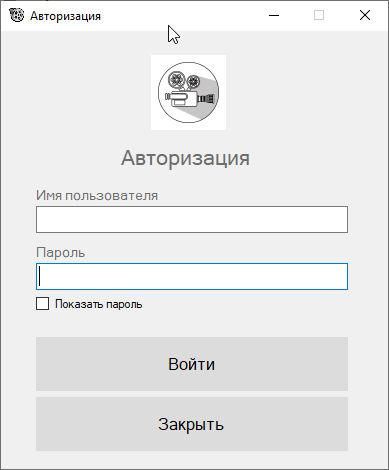 Авторизация
Авторизация
Имя пользователя
Пароль
Показать пароль
Войти
Закрыть